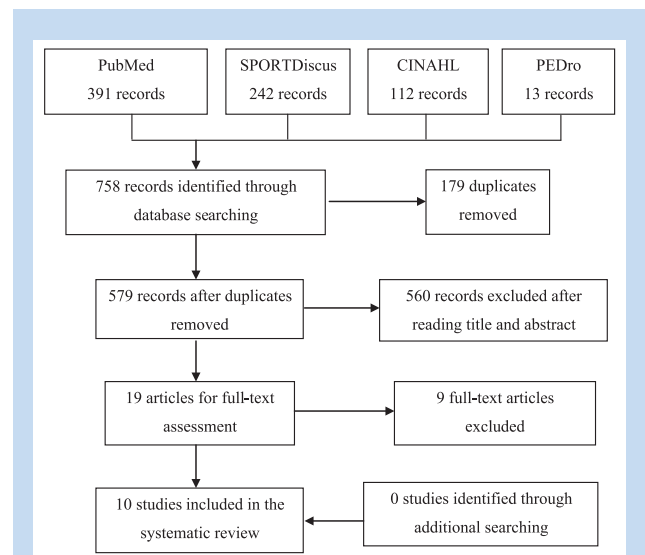 PubMed
391 records
SPORTDiscus
242 records
CINAHL
112 records
PEDro
13 records
758 records identified through
database searching
179 duplicates
removed
579 records after duplicates
removed
560 records excluded after
reading title and abstract
19 articles for full-text
assessment
9 full-text articles
excluded
10 studies included in the
systematic review
0 studies identified through
additional searching